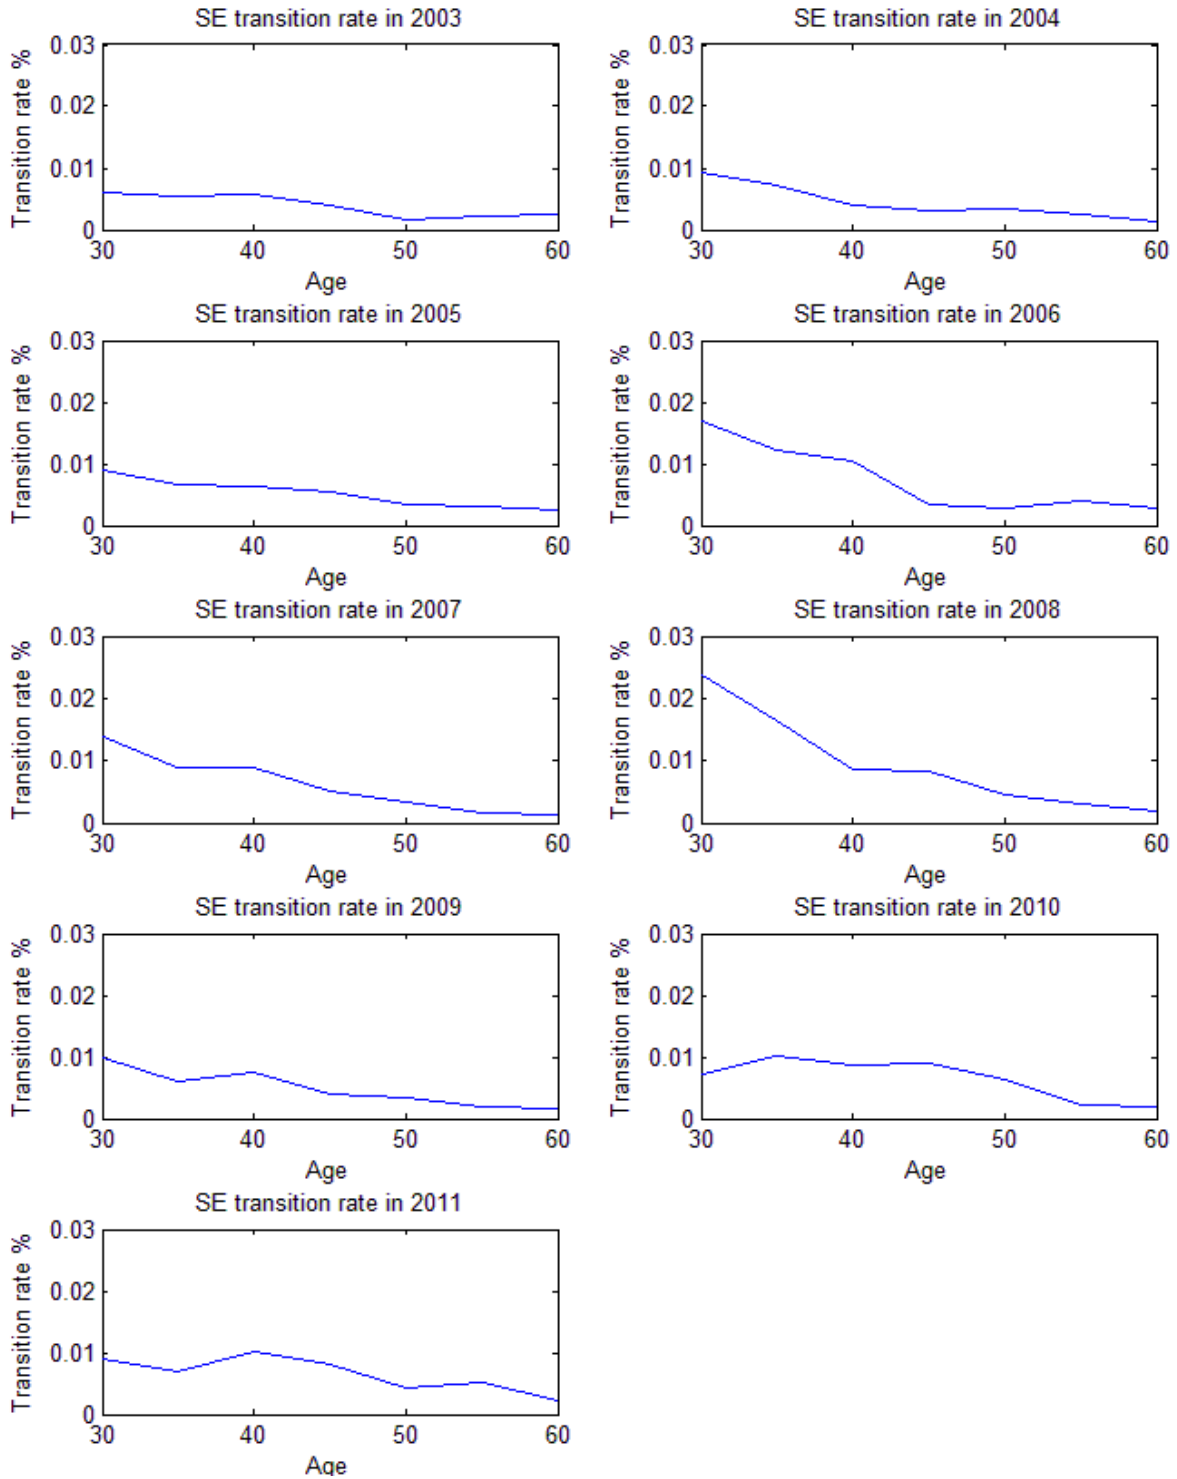 SE transition rate in 2003
Transition rate %
0.03
0.02
0.01
0
30 40 50 60
Age
SE transition rate in 2004
Transition rate %
0.03
0.02
0.01
0
30 40 50 60
Age
SE transition rate in 2005
Transition rate %
0.03
0.02
0.01
0
30 40 50 60
Age
SE transition rate in 2006
Transition rate %
0.03
0.02
0.01
0
30 40 50 60
Age
SE transition rate in 2007
Transition rate %
0.03
0.02
0.01
0
30 40 50 60
Age
SE transition rate in 2008
Transition rate %
0.03
0.02
0.01
0
30 40 50 60
Age
SE transition rate in 2009
Transition rate %
0.03
0.02
0.01
0
30 40 50 60
Age
SE transition rate in 2010
Transition rate %
0.03
0.02
0.01
0
30 40 50 60
Age
SE transition rate in 2011
Transition rate %
0.03
0.02
0.01
0
30 40 50 60
Age